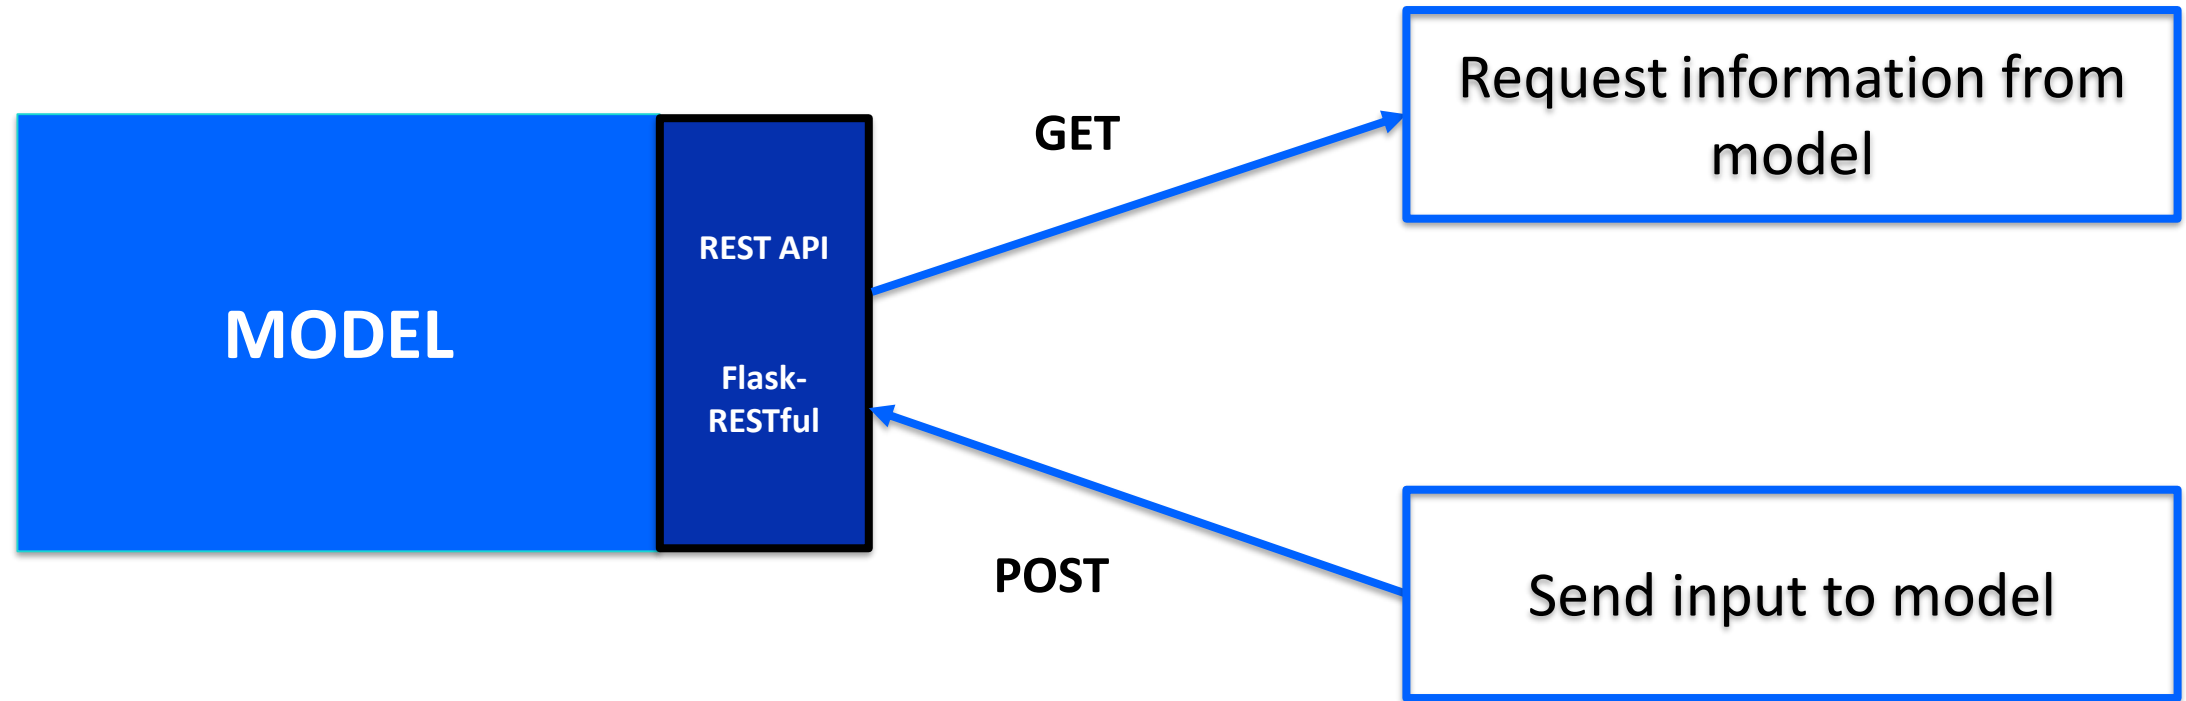 MODEL
REST API
Flask-
RESTful
GET
Request information from
model
POST
Send input to model